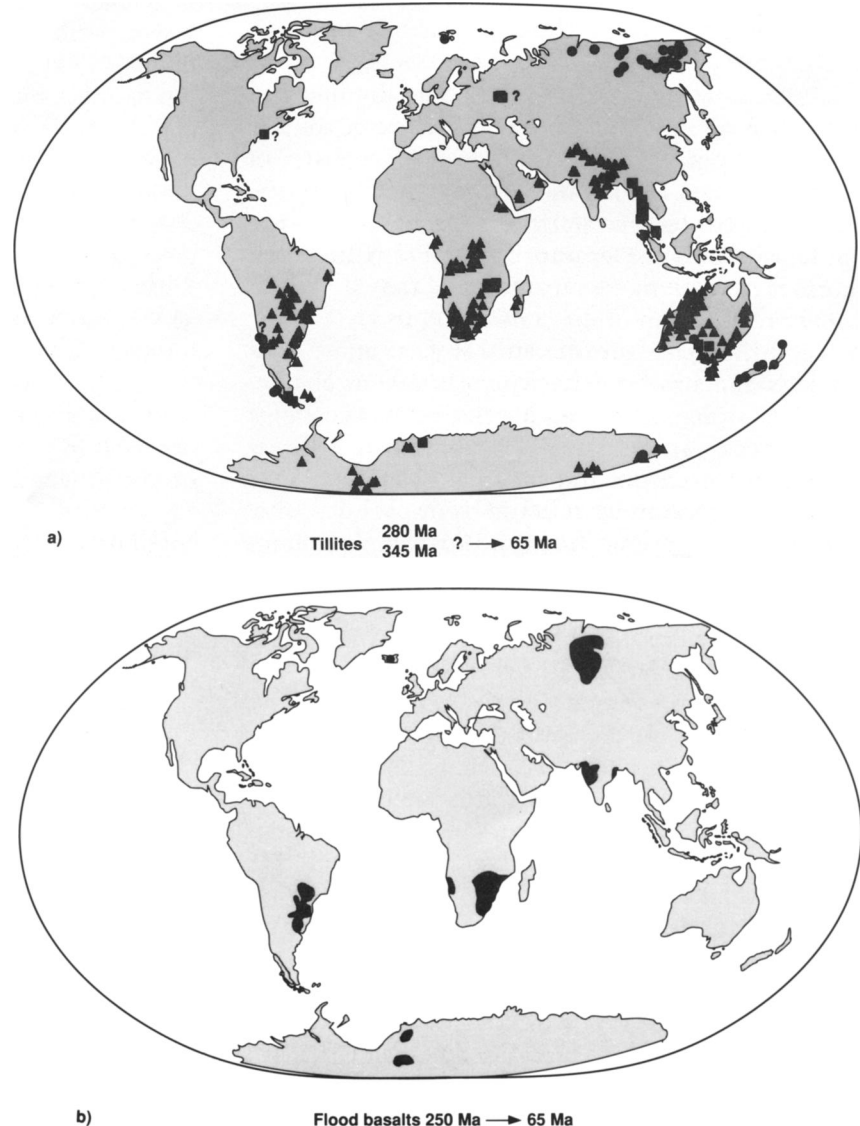 ?
?
?
a)
280 Ma
Tillites ? → 65 Ma
345 Ma
b)
Flood basalts 250 Ma → 65 Ma